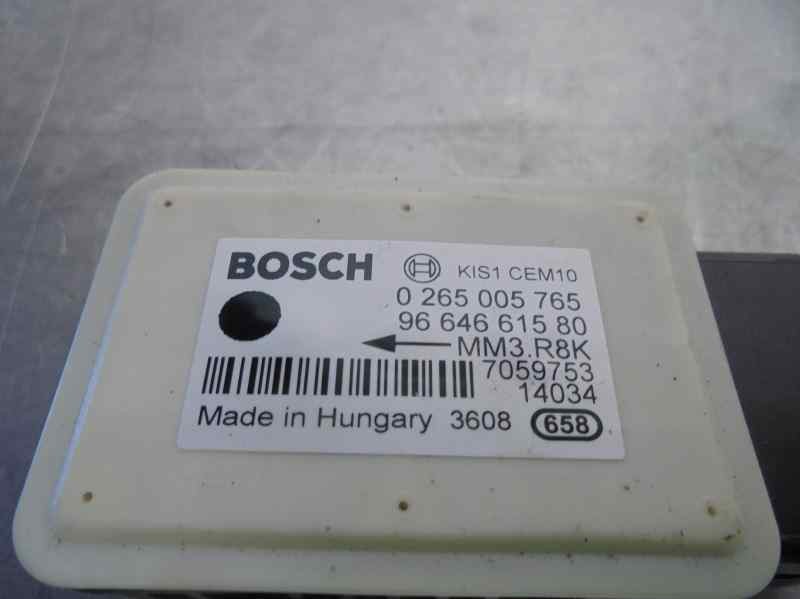 BOSCH KIS1 CEM10
0 265 005 765
96 646 615 80
MM3.R8K
7059753
14034
Made in Hungary 3608 658